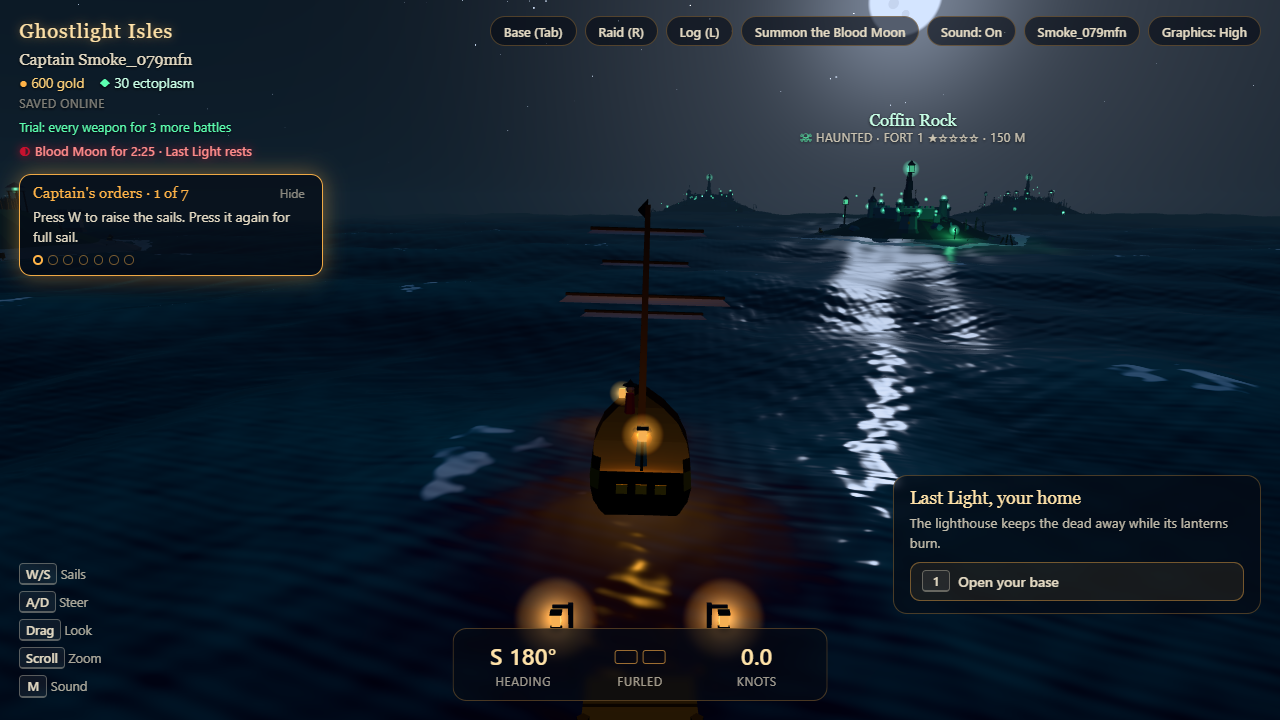 Ghostlight Isles
Captain Smoke_079mfn
600 gold 30 ectoplasm
SAVED ONLINE
Trial: every weapon for 3 more battles
Blood Moon for 2:25 · Last Light rests
Captain's orders · 1 of 7
Hide
Press W to raise the sails. Press it again for
full sail.
Base (Tab)
Raid (R)
Log (L)
Summon the Blood Moon
Sound: On
Smoke_079mfn
Graphics: High
Coffin Rock
HAUNTED · FORT 1 ★☆☆☆☆ · 150 M
Last Light, your home
The lighthouse keeps the dead away while its lanterns
burn.
1 Open your base
W/S Sails
A/D Steer
Drag Look
Scroll Zoom
M Sound
S 180°
HEADING
FURLED
0.0
KNOTS